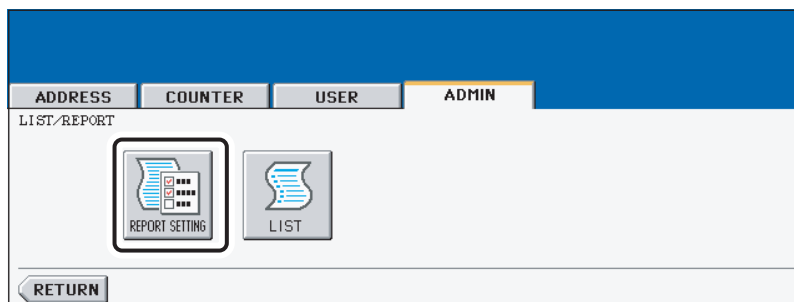 ADDRESS COUNTER USER ADMIN
LIST/REPORT
REPORT SETTING LIST
RETURN